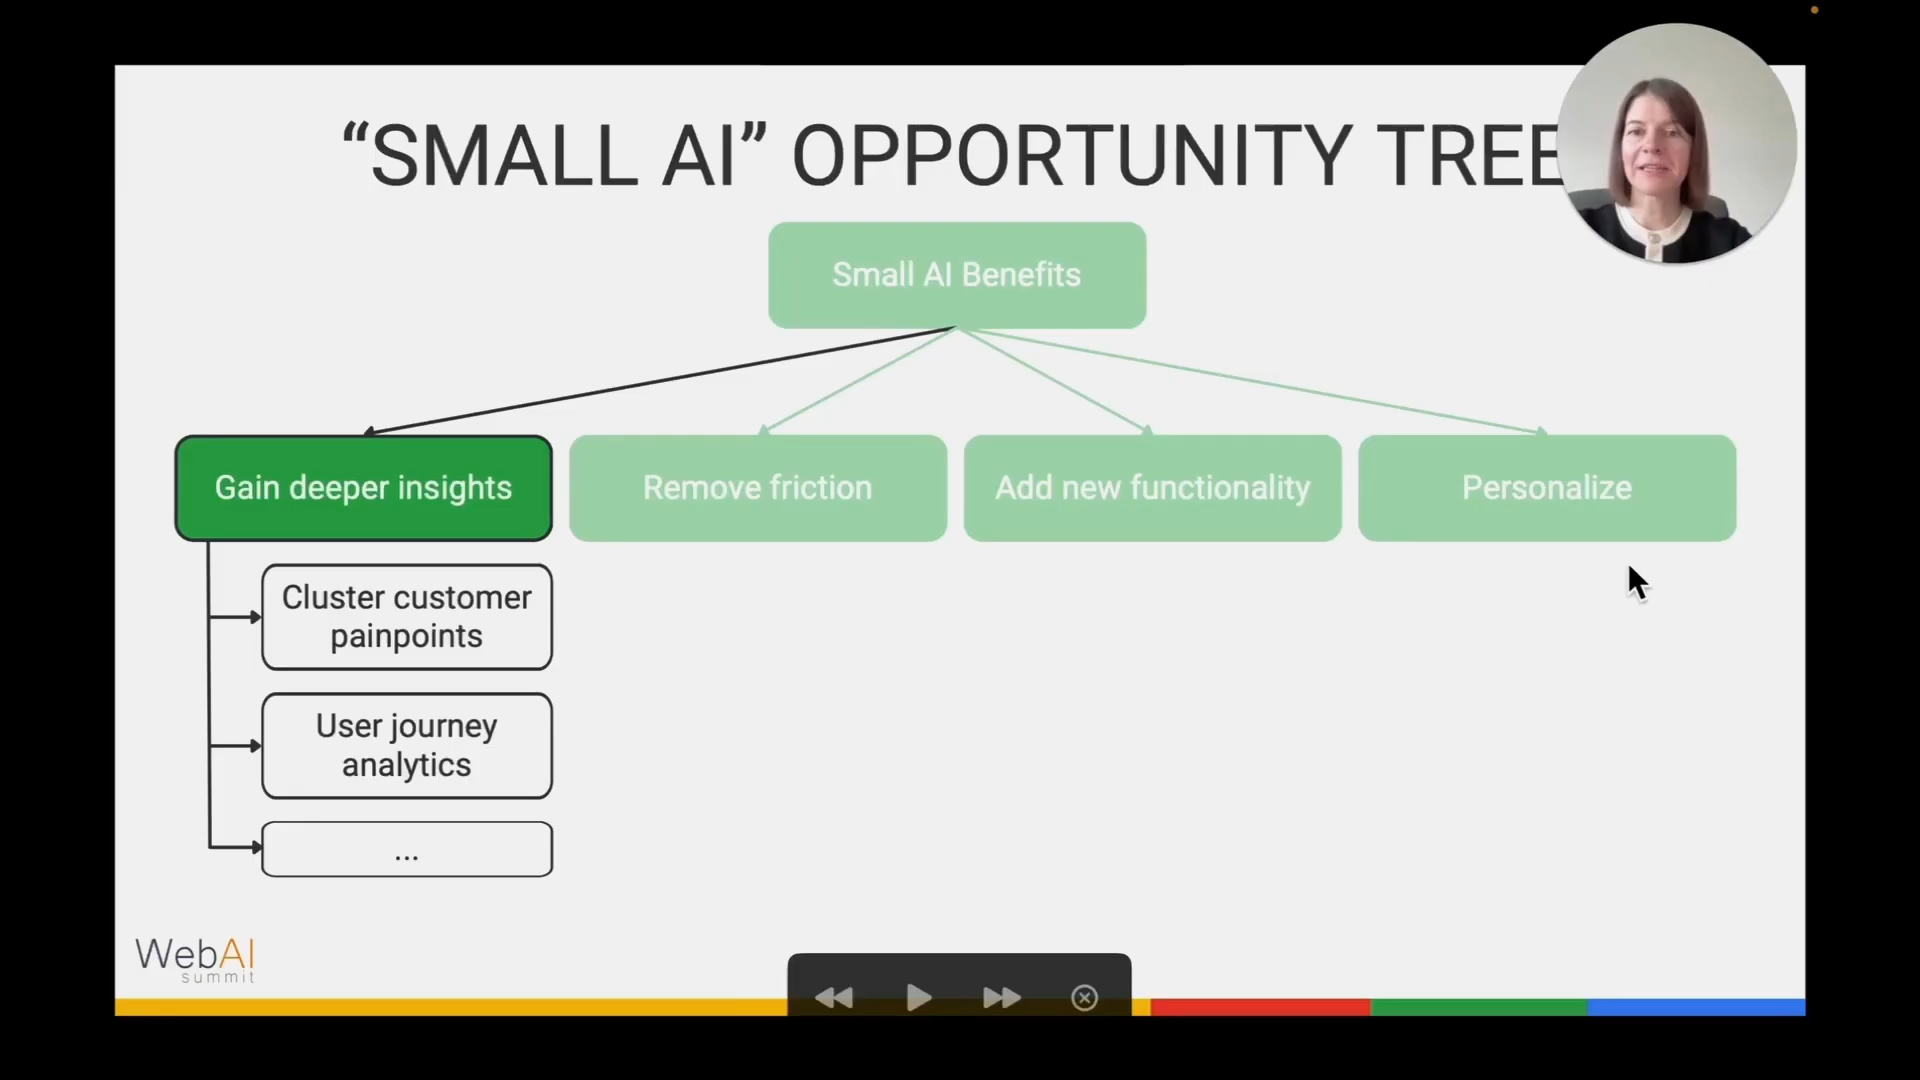 “SMALL AI” OPPORTUNITY TREE
Small AI Benefits
Gain deeper insights
Remove friction
Add new functionality
Personalize
Cluster customer
painpoints
User journey
analytics
...
WebAI
summit